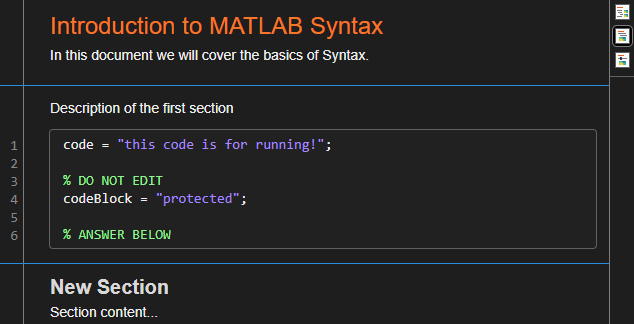 Introduction to MATLAB Syntax
In this document we will cover the basics of Syntax.
Description of the first section
1 code = "this code is for running!";
2
3 % DO NOT EDIT
4 codeBlock = "protected";
5
6 % ANSWER BELOW
New Section
Section content...